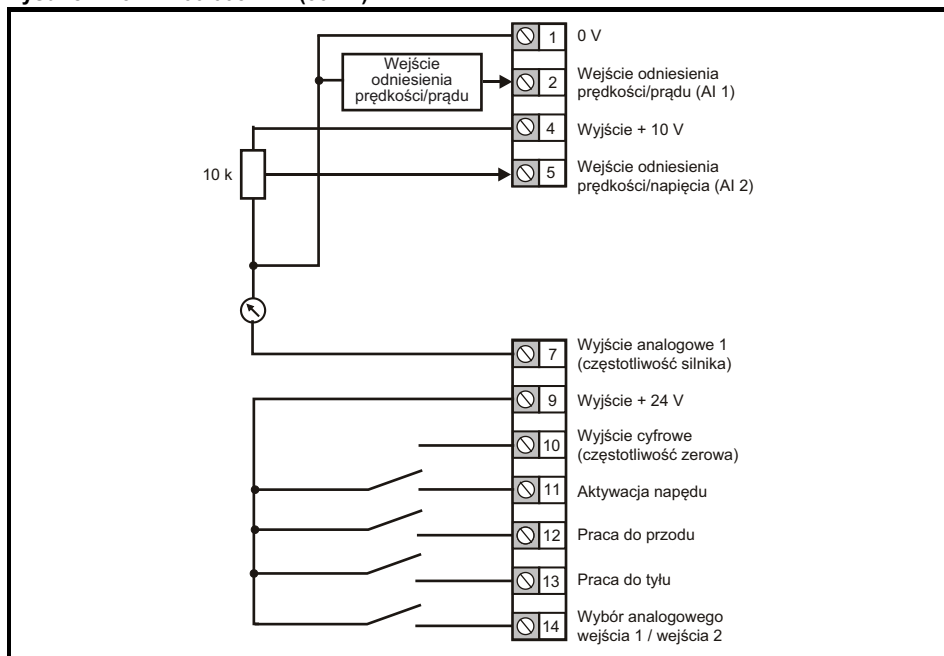 1 0 V
Wejście
odniesienia
prędkości/prądu
2 Wejście odniesienia
prędkości/prądu (AI 1)
4 Wyjście + 10 V
10 k
5 Wejście odniesienia
prędkości/napięcia (AI 2)
7 Wyjście analogowe 1
(częstotliwość silnika)
9 Wyjście + 24 V
10 Wyjście cyfrowe
(częstotliwość zerowa)
11 Aktywacja napędu
12 Praca do przodu
13 Praca do tyłu
14 Wybór analogowego
wejścia 1 / wejścia 2